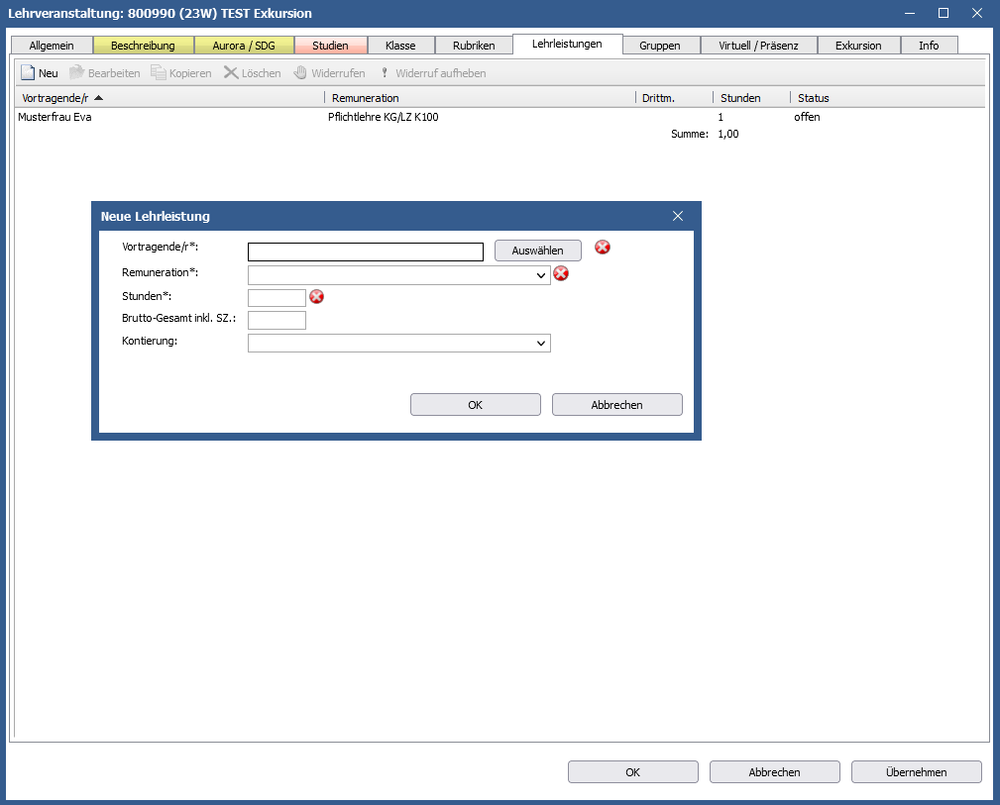 Lehrveranstaltung: 800990 (23W) TEST Exkursion
Allgemein Beschreibung Aurora / SDG Studien Klasse Rubriken Lehrleistungen Gruppen Virtuell / Präsenz Exkursion Info
Neu Bearbeiten Kopieren Löschen Widerrufen Widerruf aufheben
Vortragende/r Remuneration Drittm. Stunden Status
Musterfrau Eva Pflichtlehre KG/LZ K100 1 offen
Summe: 1,00
Neue Lehrleistung
Vortragende/r*: Auswählen
Remuneration*:
Stunden*:
Brutto-Gesamt inkl. SZ.:
Kontierung:
OK Abbrechen
OK Abbrechen Übernehmen